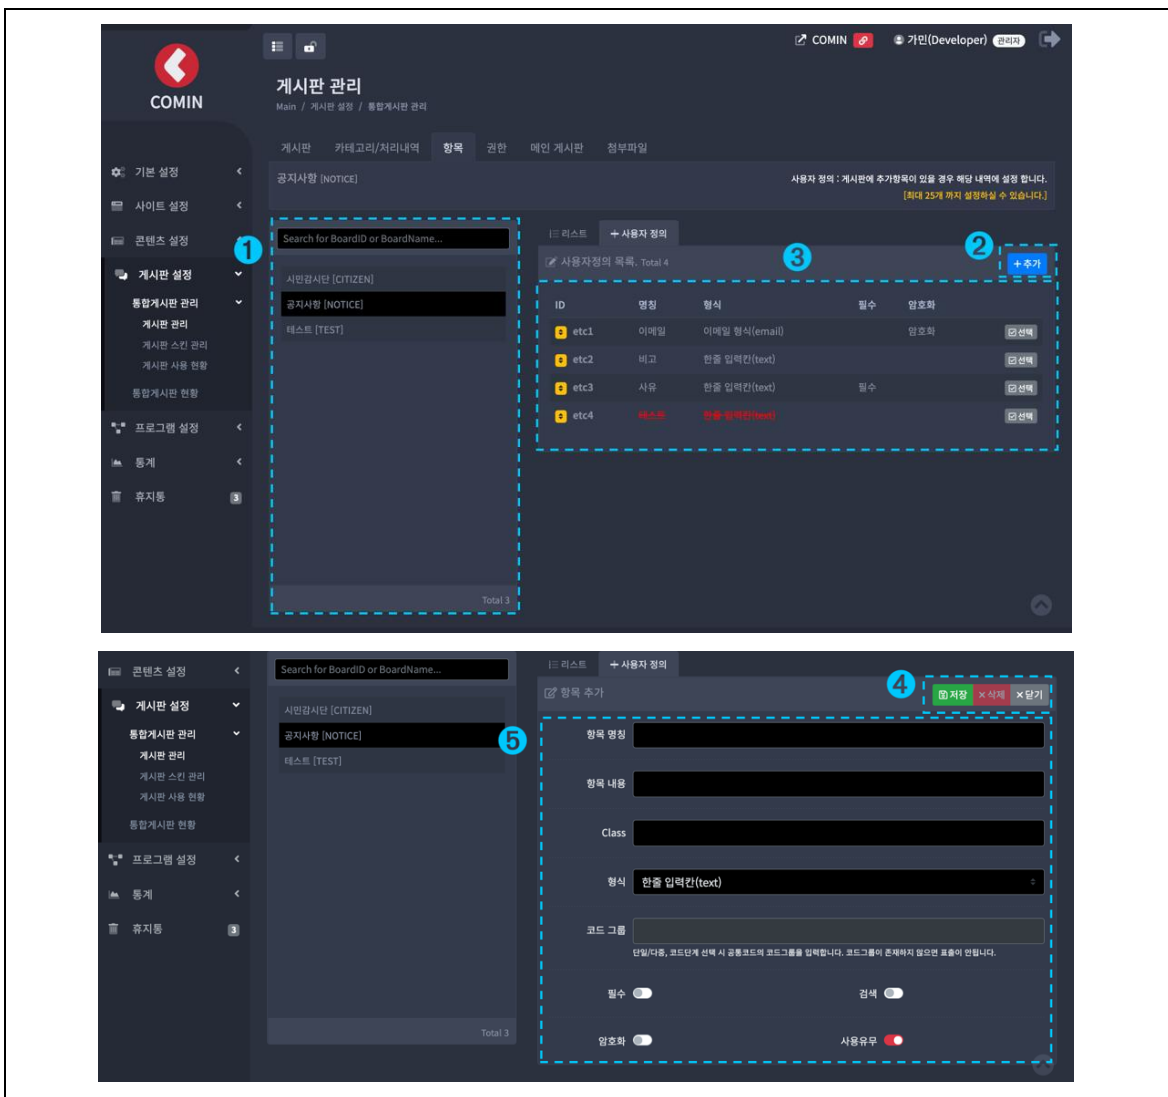 COMIN
COMIN
가민(Developer) 관리자
게시판 관리
Main / 게시판 설정 / 통합게시판 관리
게시판 카테고리/처리내역 항목 권한 메인 게시판 첨부파일
공지사항 [NOTICE]
사용자 정의 : 게시판에 추가항목이 있을 경우 해당 내역에 설정 합니다.
[최대 25개 까지 설정하실 수 있습니다.]
기본 설정
사이트 설정
콘텐츠 설정
게시판 설정
통합게시판 관리
게시판 관리
게시판 스킨 관리
게시판 사용 현황
통합게시판 현황
프로그램 설정
통계
휴지통 3
1
Search for BoardID or BoardName...
시민감시단 [CITIZEN]
공지사항 [NOTICE]
테스트 [TEST]
Total 3
리스트 +사용자 정의
사용자정의 목록. Total 4
3
2
+추가
ID 명칭 형식 필수 암호화
etc1 이메일 이메일 형식(email) 암호화 선택
etc2 비고 한줄 입력칸(text) 선택
etc3 사유 한줄 입력칸(text) 필수 선택
etc4 테스트 한줄 입력칸(text) 선택
콘텐츠 설정
게시판 설정
통합게시판 관리
게시판 관리
게시판 스킨 관리
게시판 사용 현황
통합게시판 현황
프로그램 설정
통계
휴지통 3
Search for BoardID or BoardName...
시민감시단 [CITIZEN]
공지사항 [NOTICE]
테스트 [TEST]
Total 3
리스트 +사용자 정의
항목 추가
4
저장 ×삭제 ×닫기
5
항목 명칭
항목 내용
Class
형식 한줄 입력칸(text)
코드 그룹
단일/다중, 코드단계 선택 시 공통코드의 코드그룹을 입력합니다. 코드그룹이 존재하지 않으면 표출이 안됩니다.
필수 검색
암호화 사용유무